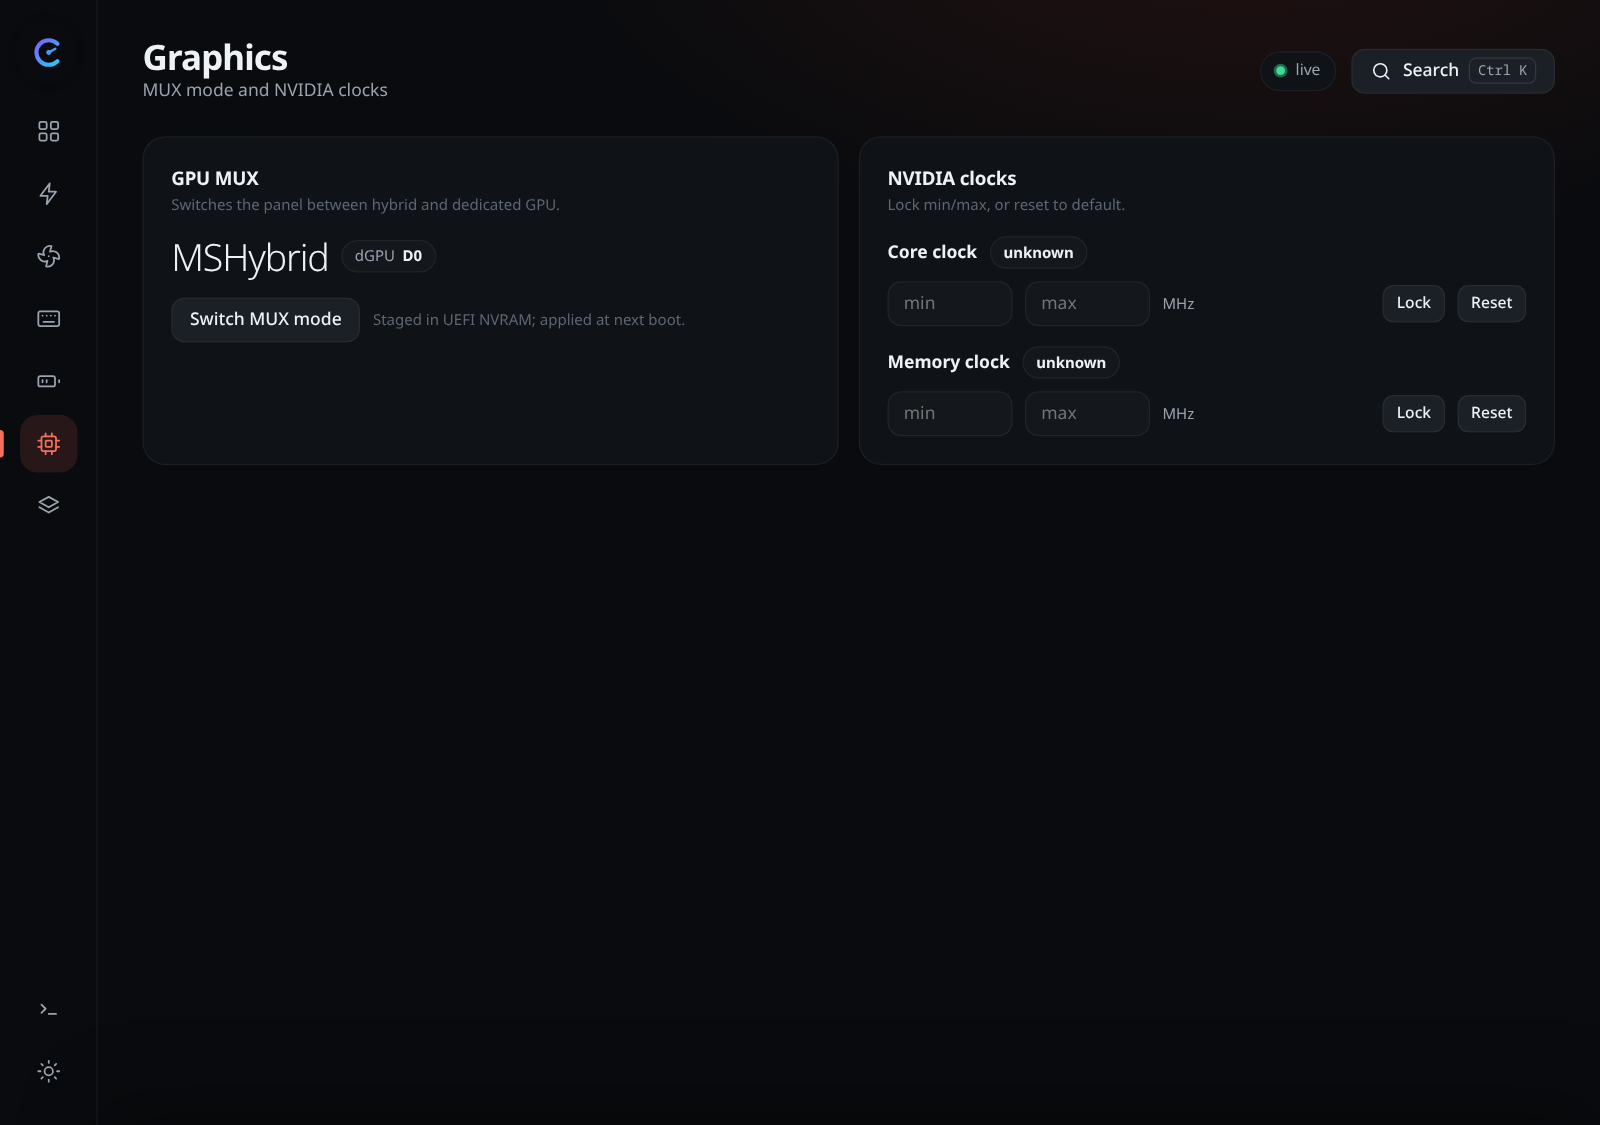 Graphics
MUX mode and NVIDIA clocks
live
Search Ctrl K
GPU MUX
Switches the panel between hybrid and dedicated GPU.
MSHybrid dGPU D0
Switch MUX mode Staged in UEFI NVRAM; applied at next boot.
NVIDIA clocks
Lock min/max, or reset to default.
Core clock unknown
min max MHz Lock Reset
Memory clock unknown
min max MHz Lock Reset